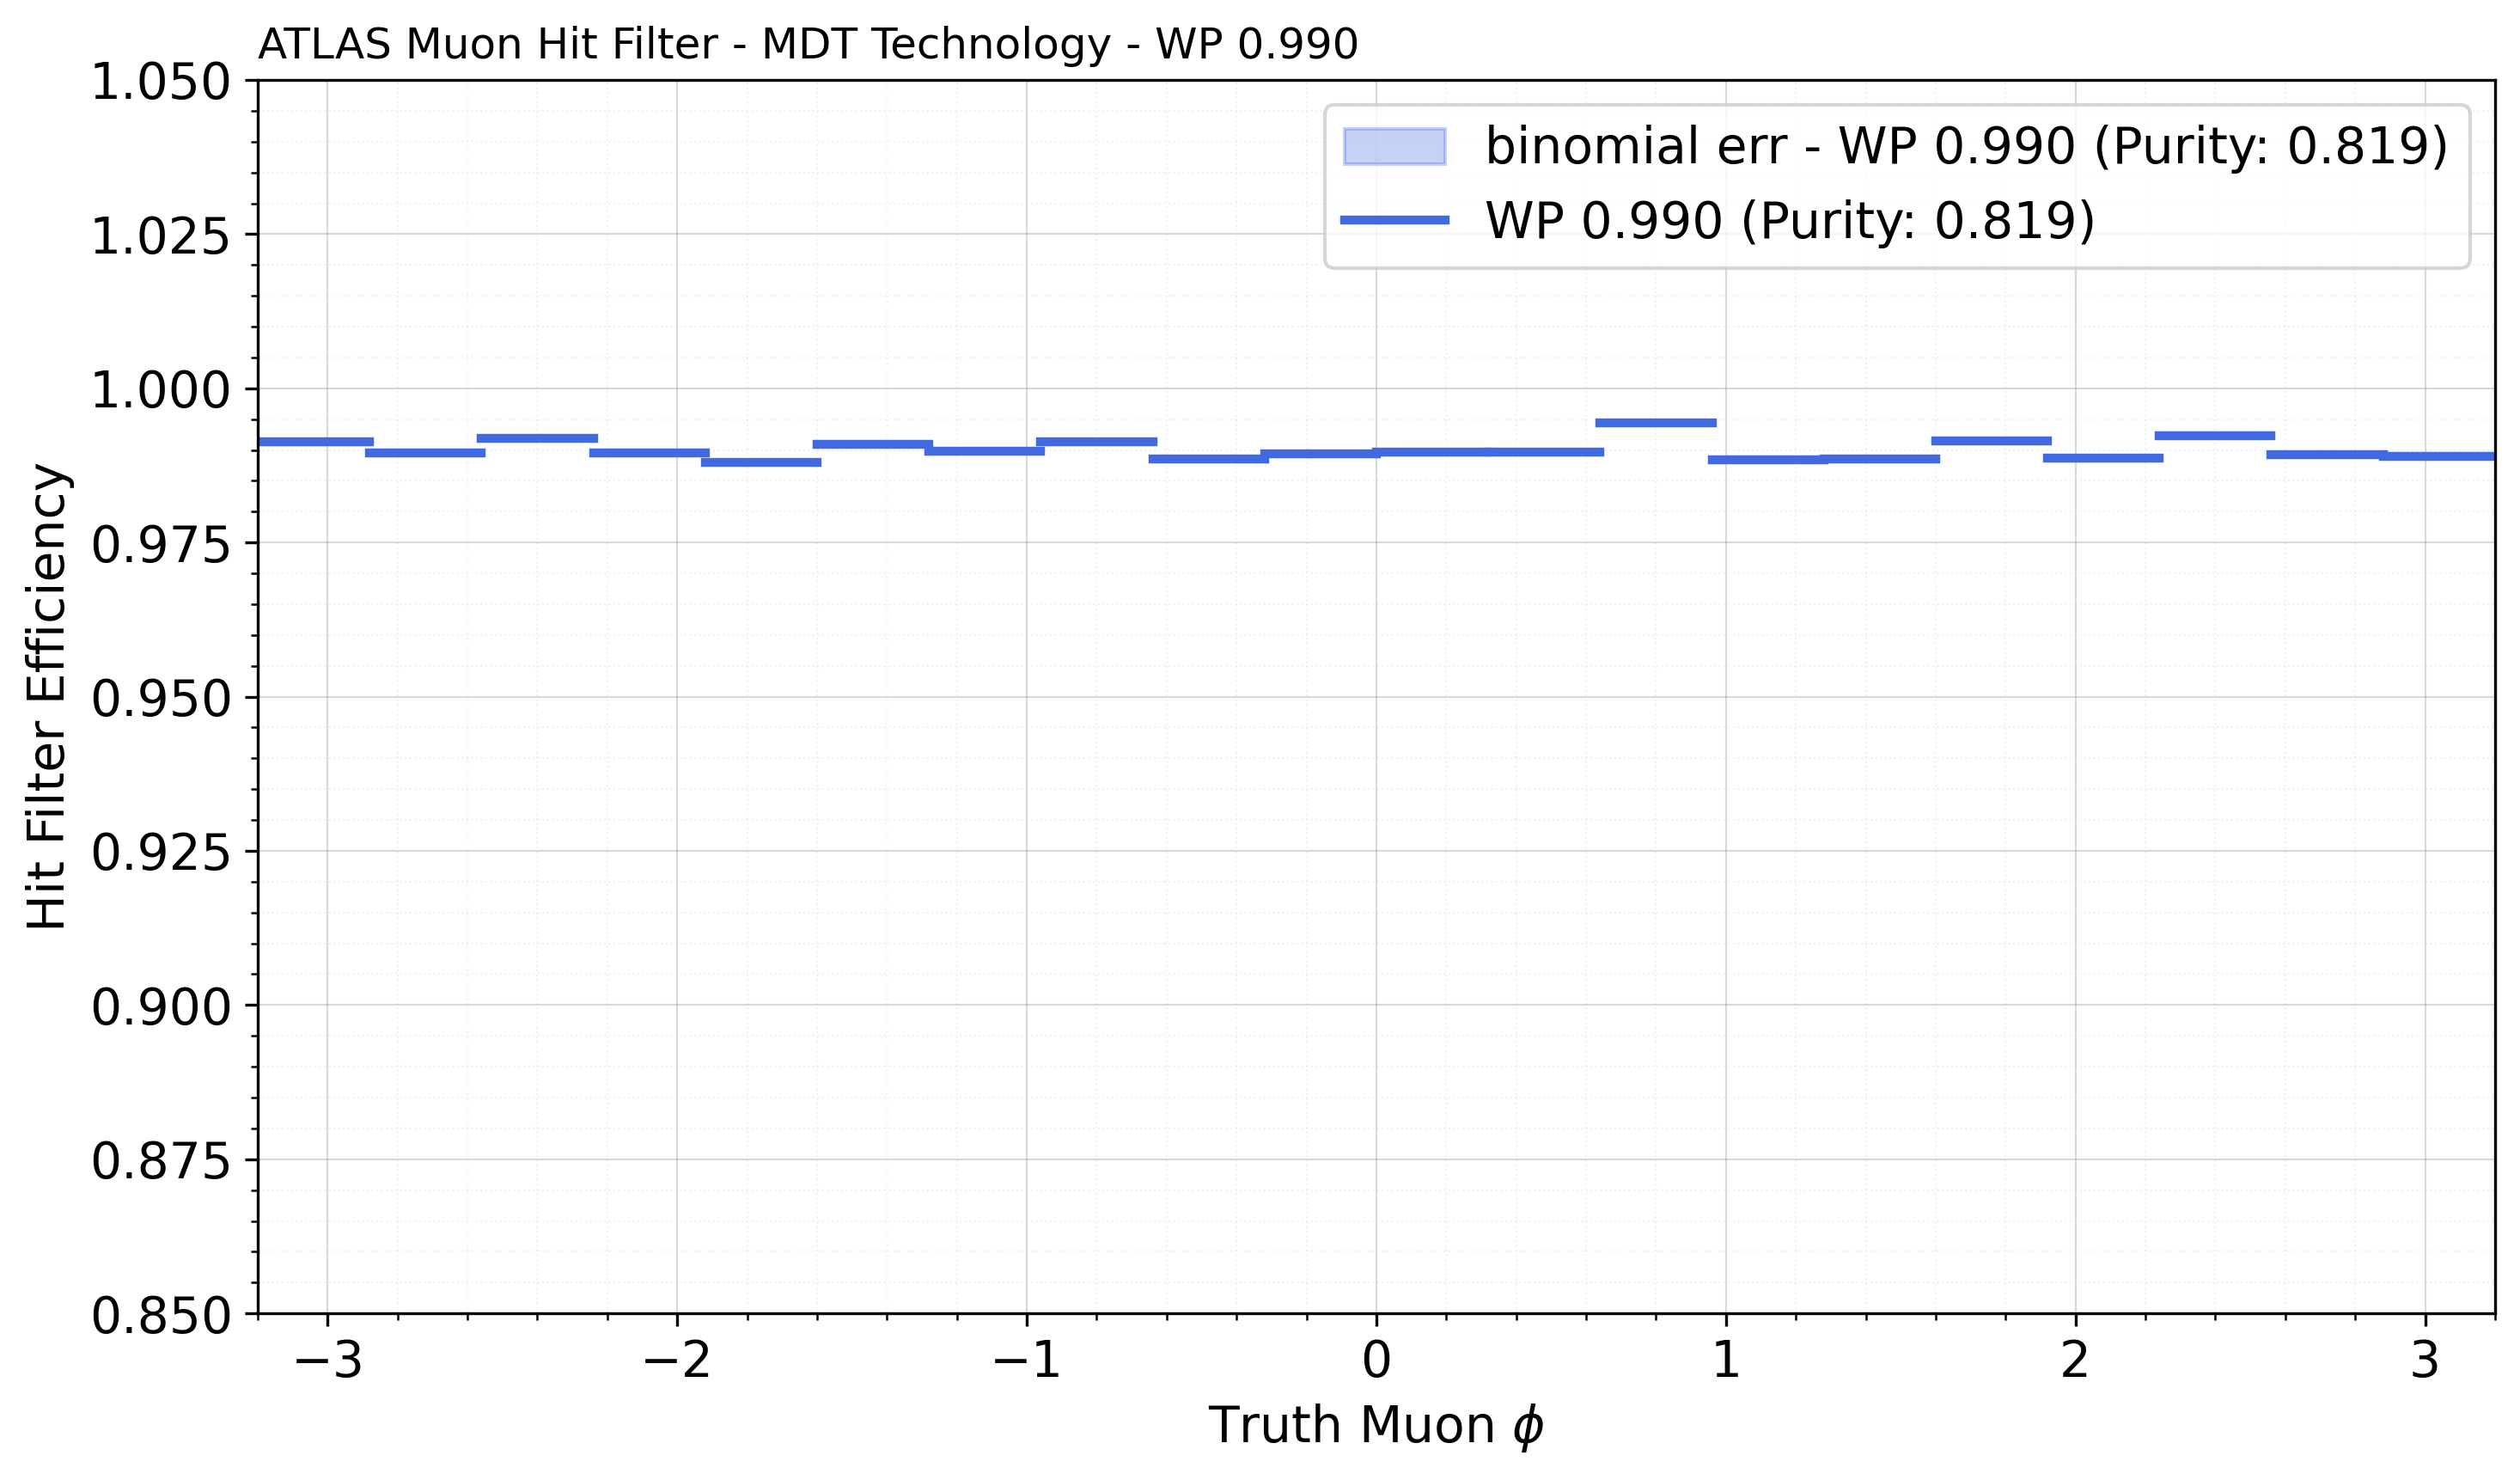 ATLAS Muon Hit Filter - MDT Technology - WP 0.990
1.050
1.025
1.000
0.975
0.950
0.925
0.900
0.875
0.850
Hit Filter Efficiency
binomial err - WP 0.990 (Purity: 0.819)
WP 0.990 (Purity: 0.819)
−3 −2 −1 0 1 2 3
Truth Muon ϕ